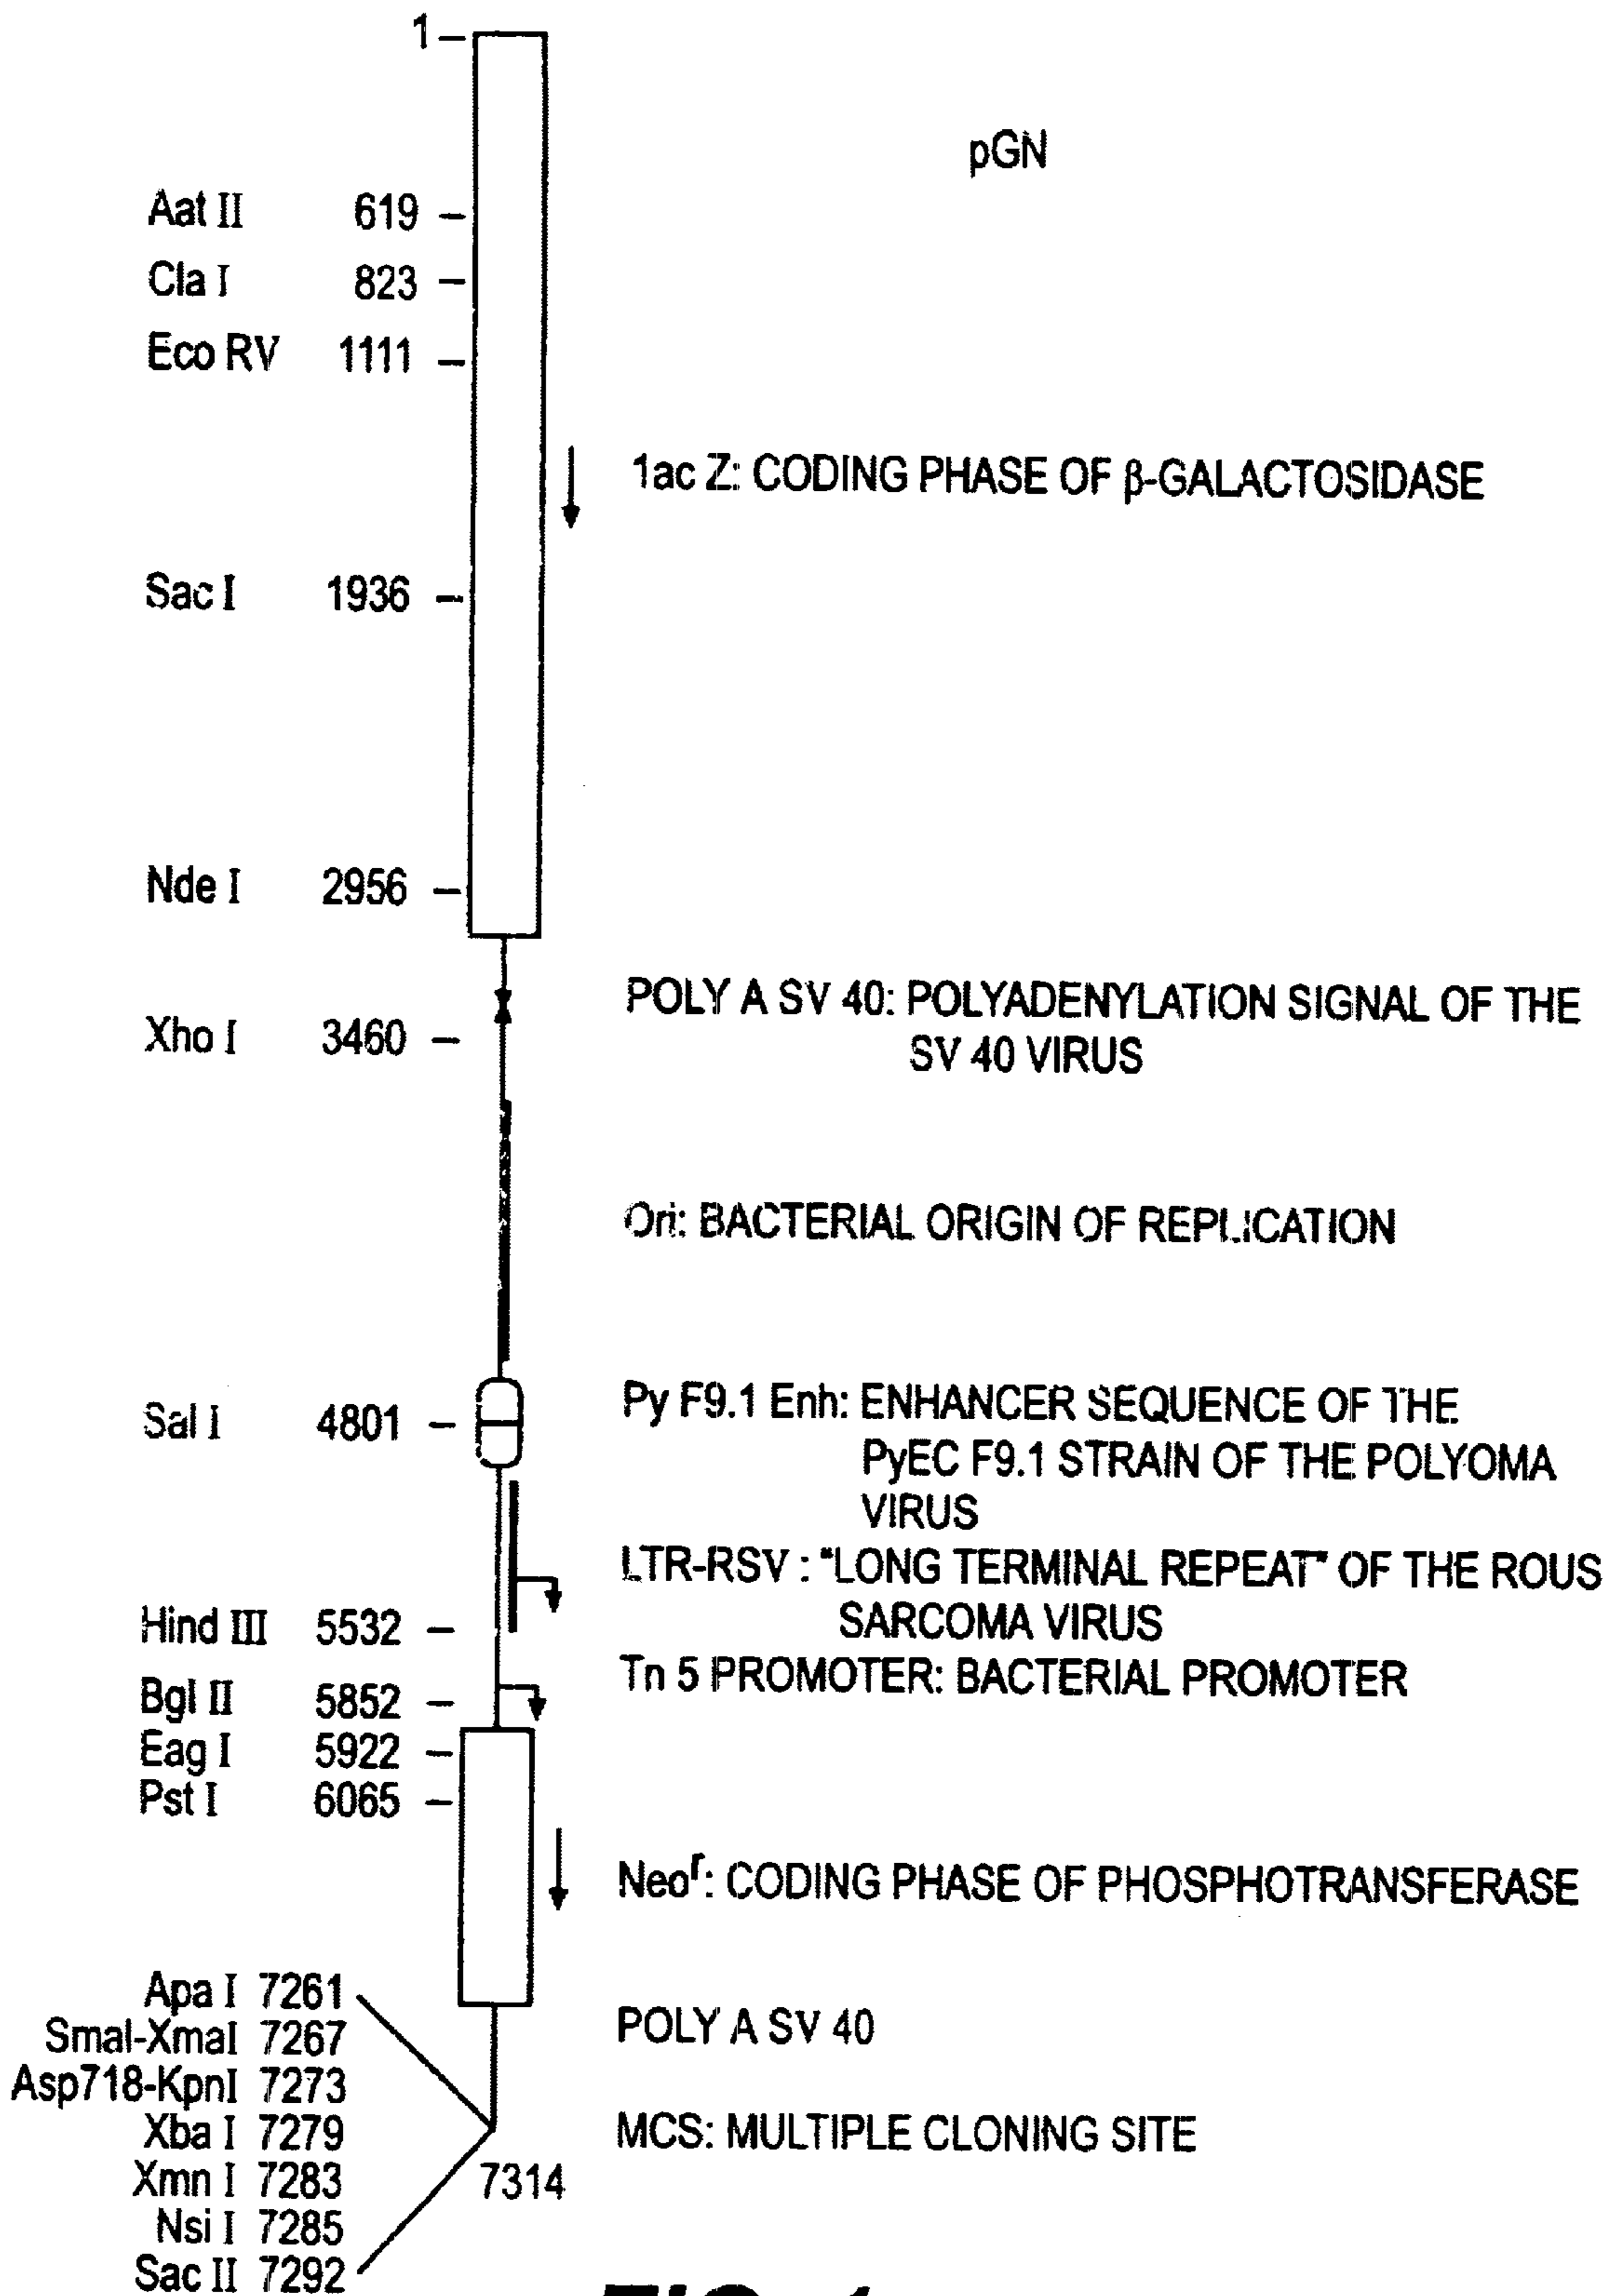 1
pGN
Aat II 619
Cla I 823
Eco RV 1111
1ac Z: CODING PHASE OF β-GALACTOSIDASE
Sac I 1936
Nde I 2956
POLY A SV 40: POLYADENYLATION SIGNAL OF THE
SV 40 VIRUS
Xho I 3460
Ori: BACTERIAL ORIGIN OF REPLICATION
Sal I 4801
Py F9.1 Enh: ENHANCER SEQUENCE OF THE
PyEC F9.1 STRAIN OF THE POLYOMA
VIRUS
LTR-RSV : "LONG TERMINAL REPEAT" OF THE ROUS
SARCOMA VIRUS
Hind III 5532
Tn 5 PROMOTER: BACTERIAL PROMOTER
Bgl II 5852
Eag I 5922
Pst I 6065
Neoʳ: CODING PHASE OF PHOSPHOTRANSFERASE
Apa I 7261
SmaI-XmaI 7267
Asp718-KpnI 7273
Xba I 7279
Xmn I 7283
Nsi I 7285
Sac II 7292
POLY A SV 40
MCS: MULTIPLE CLONING SITE
7314